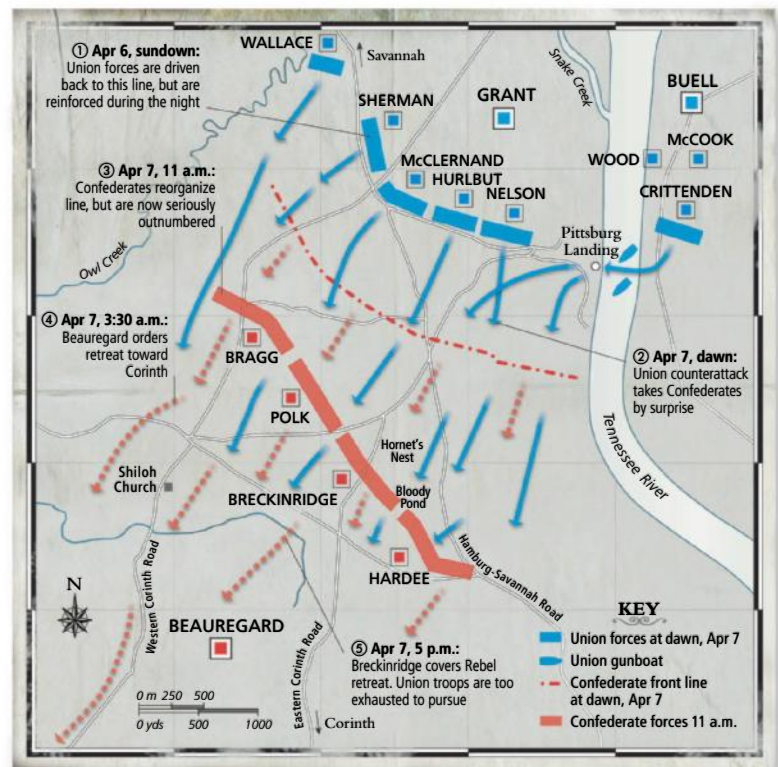 ① Apr 6, sundown:
Union forces are driven
back to this line, but are
reinforced during the night
WALLACE
Savannah
SHERMAN
GRANT
Snake Creek
BUELL
McCOOK
WOOD
③ Apr 7, 11 a.m.:
Confederates reorganize
line, but are now seriously
outnumbered
McCLERNAND
HURLBUT
NELSON
CRITTENDEN
Pittsburg
Landing
Owl Creek
④ Apr 7, 3:30 a.m.:
Beauregard orders
retreat toward
Corinth
BRAGG
② Apr 7, dawn:
Union counterattack
takes Confederates
by surprise
POLK
Tennessee River
Hornet's
Nest
Shiloh
Church
BRECKINRIDGE
Bloody
Pond
HARDEE
Hamburg-Savannah Road
Western Corinth Road
N
BEAUREGARD
Eastern Corinth Road
⑤ Apr 7, 5 p.m.:
Breckinridge covers Rebel
retreat. Union troops are too
exhausted to pursue
0 m 250 500
0 yds 500 1000
Corinth
KEY
Union forces at dawn, Apr 7
Union gunboat
Confederate front line
at dawn, Apr 7
Confederate forces 11 a.m.